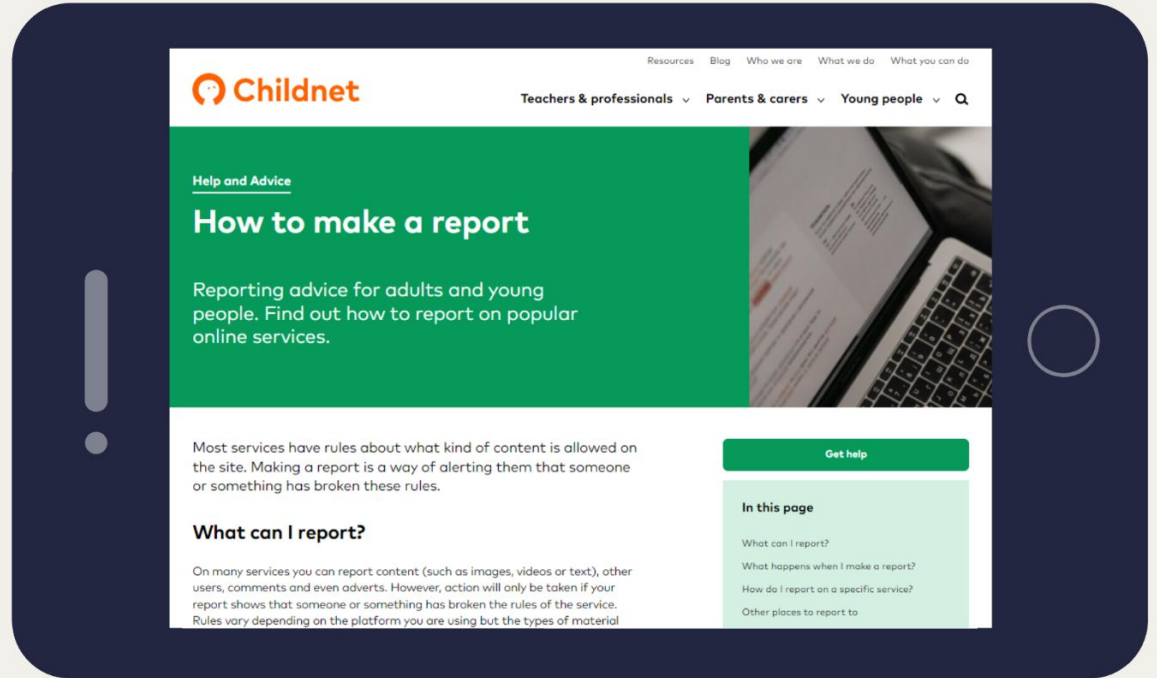 Resources Blog Who we are What we do What you can do
Childnet
Teachers & professionals Parents & carers Young people
Help and Advice
How to make a report
Reporting advice for adults and young
people. Find out how to report on popular
online services.
Most services have rules about what kind of content is allowed on
the site. Making a report is a way of alerting them that someone
or something has broken these rules.
What can I report?
On many services you can report content (such as images, videos or text), other
users, comments and even adverts. However, action will only be taken if your
report shows that someone or something has broken the rules of the service.
Rules vary depending on the platform you are using but the types of material
Get help
In this page
What can I report?
What happens when I make a report?
How do I report on a specific service?
Other places to report to